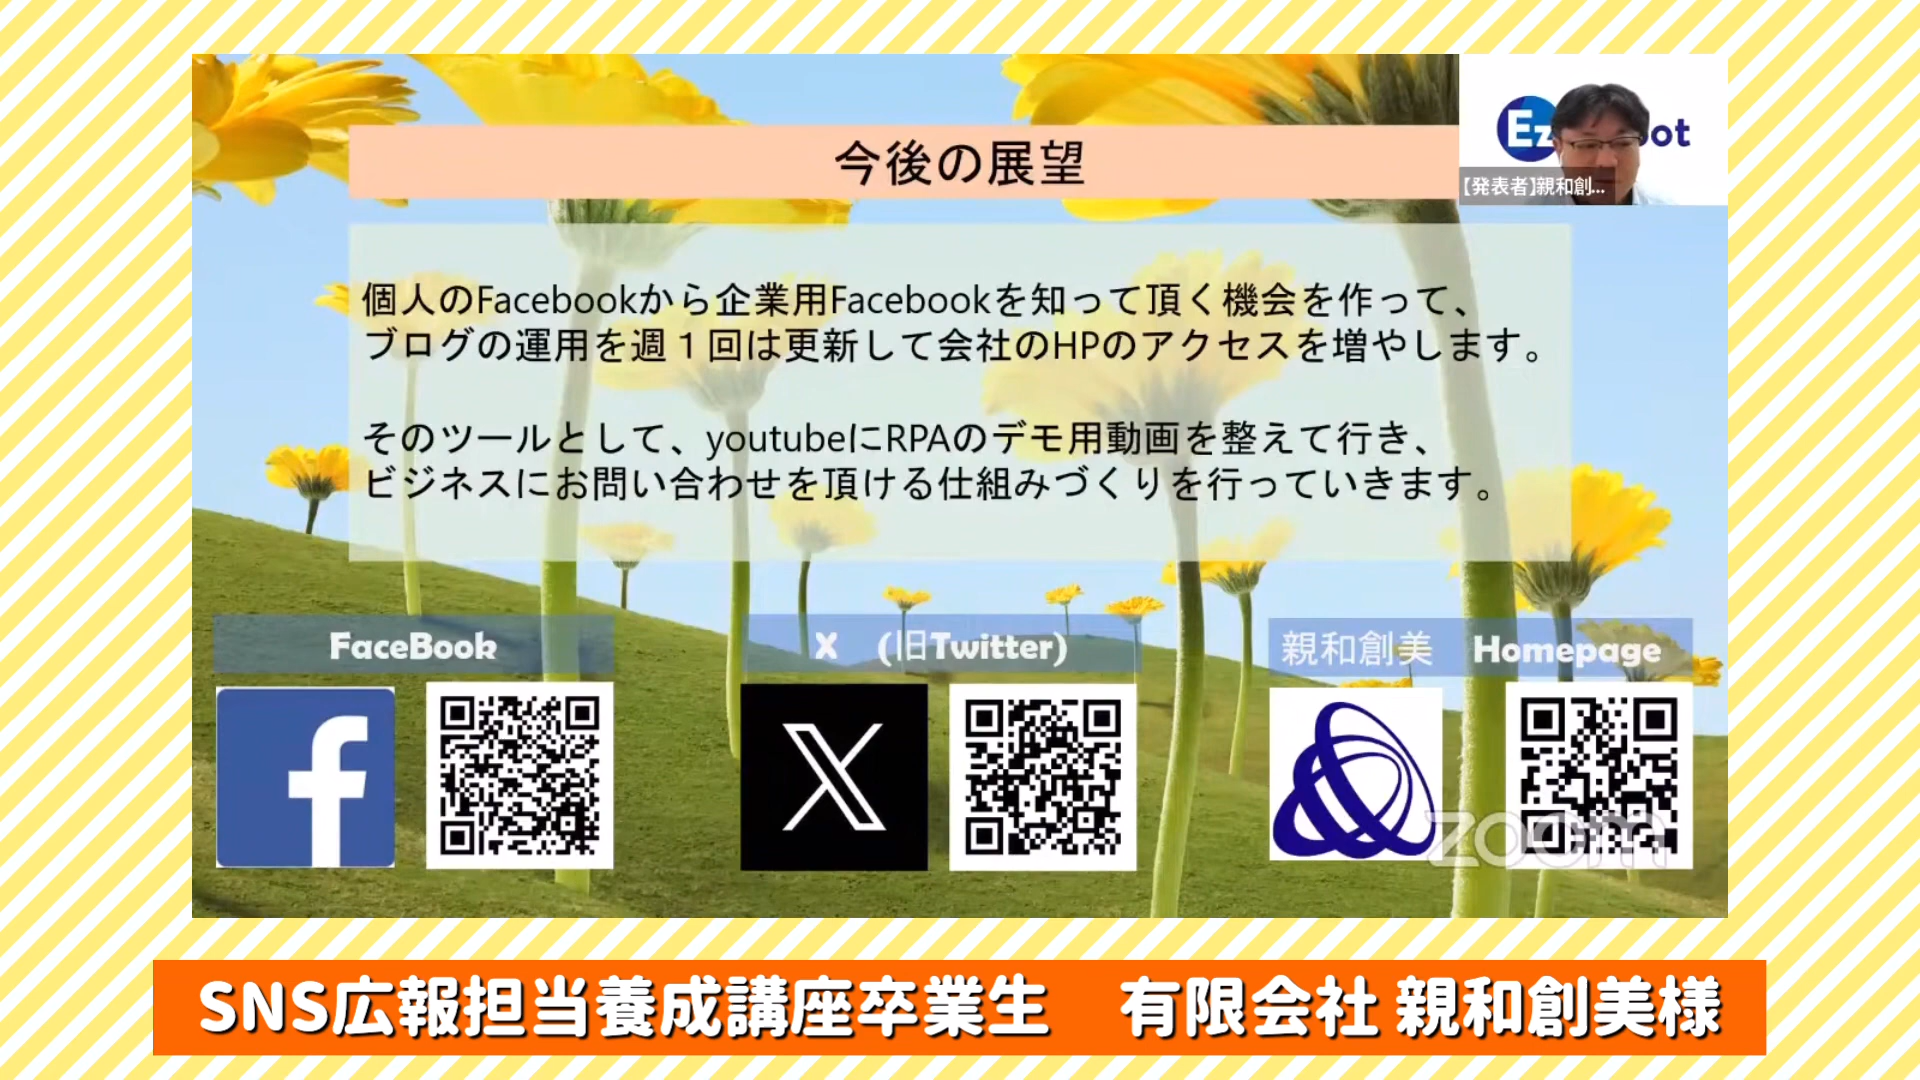 今後の展望
Ez
ot
【発表者】親和創...
個人のFacebookから企業用Facebookを知って頂く機会を作って、
ブログの運用を週１回は更新して会社のHPのアクセスを増やします。
そのツールとして、youtubeにRPAのデモ用動画を整えて行き、
ビジネスにお問い合わせを頂ける仕組みづくりを行っていきます。
FaceBook
X (旧Twitter)
親和創美 Homepage
zoom
SNS広報担当養成講座卒業生 有限会社 親和創美様